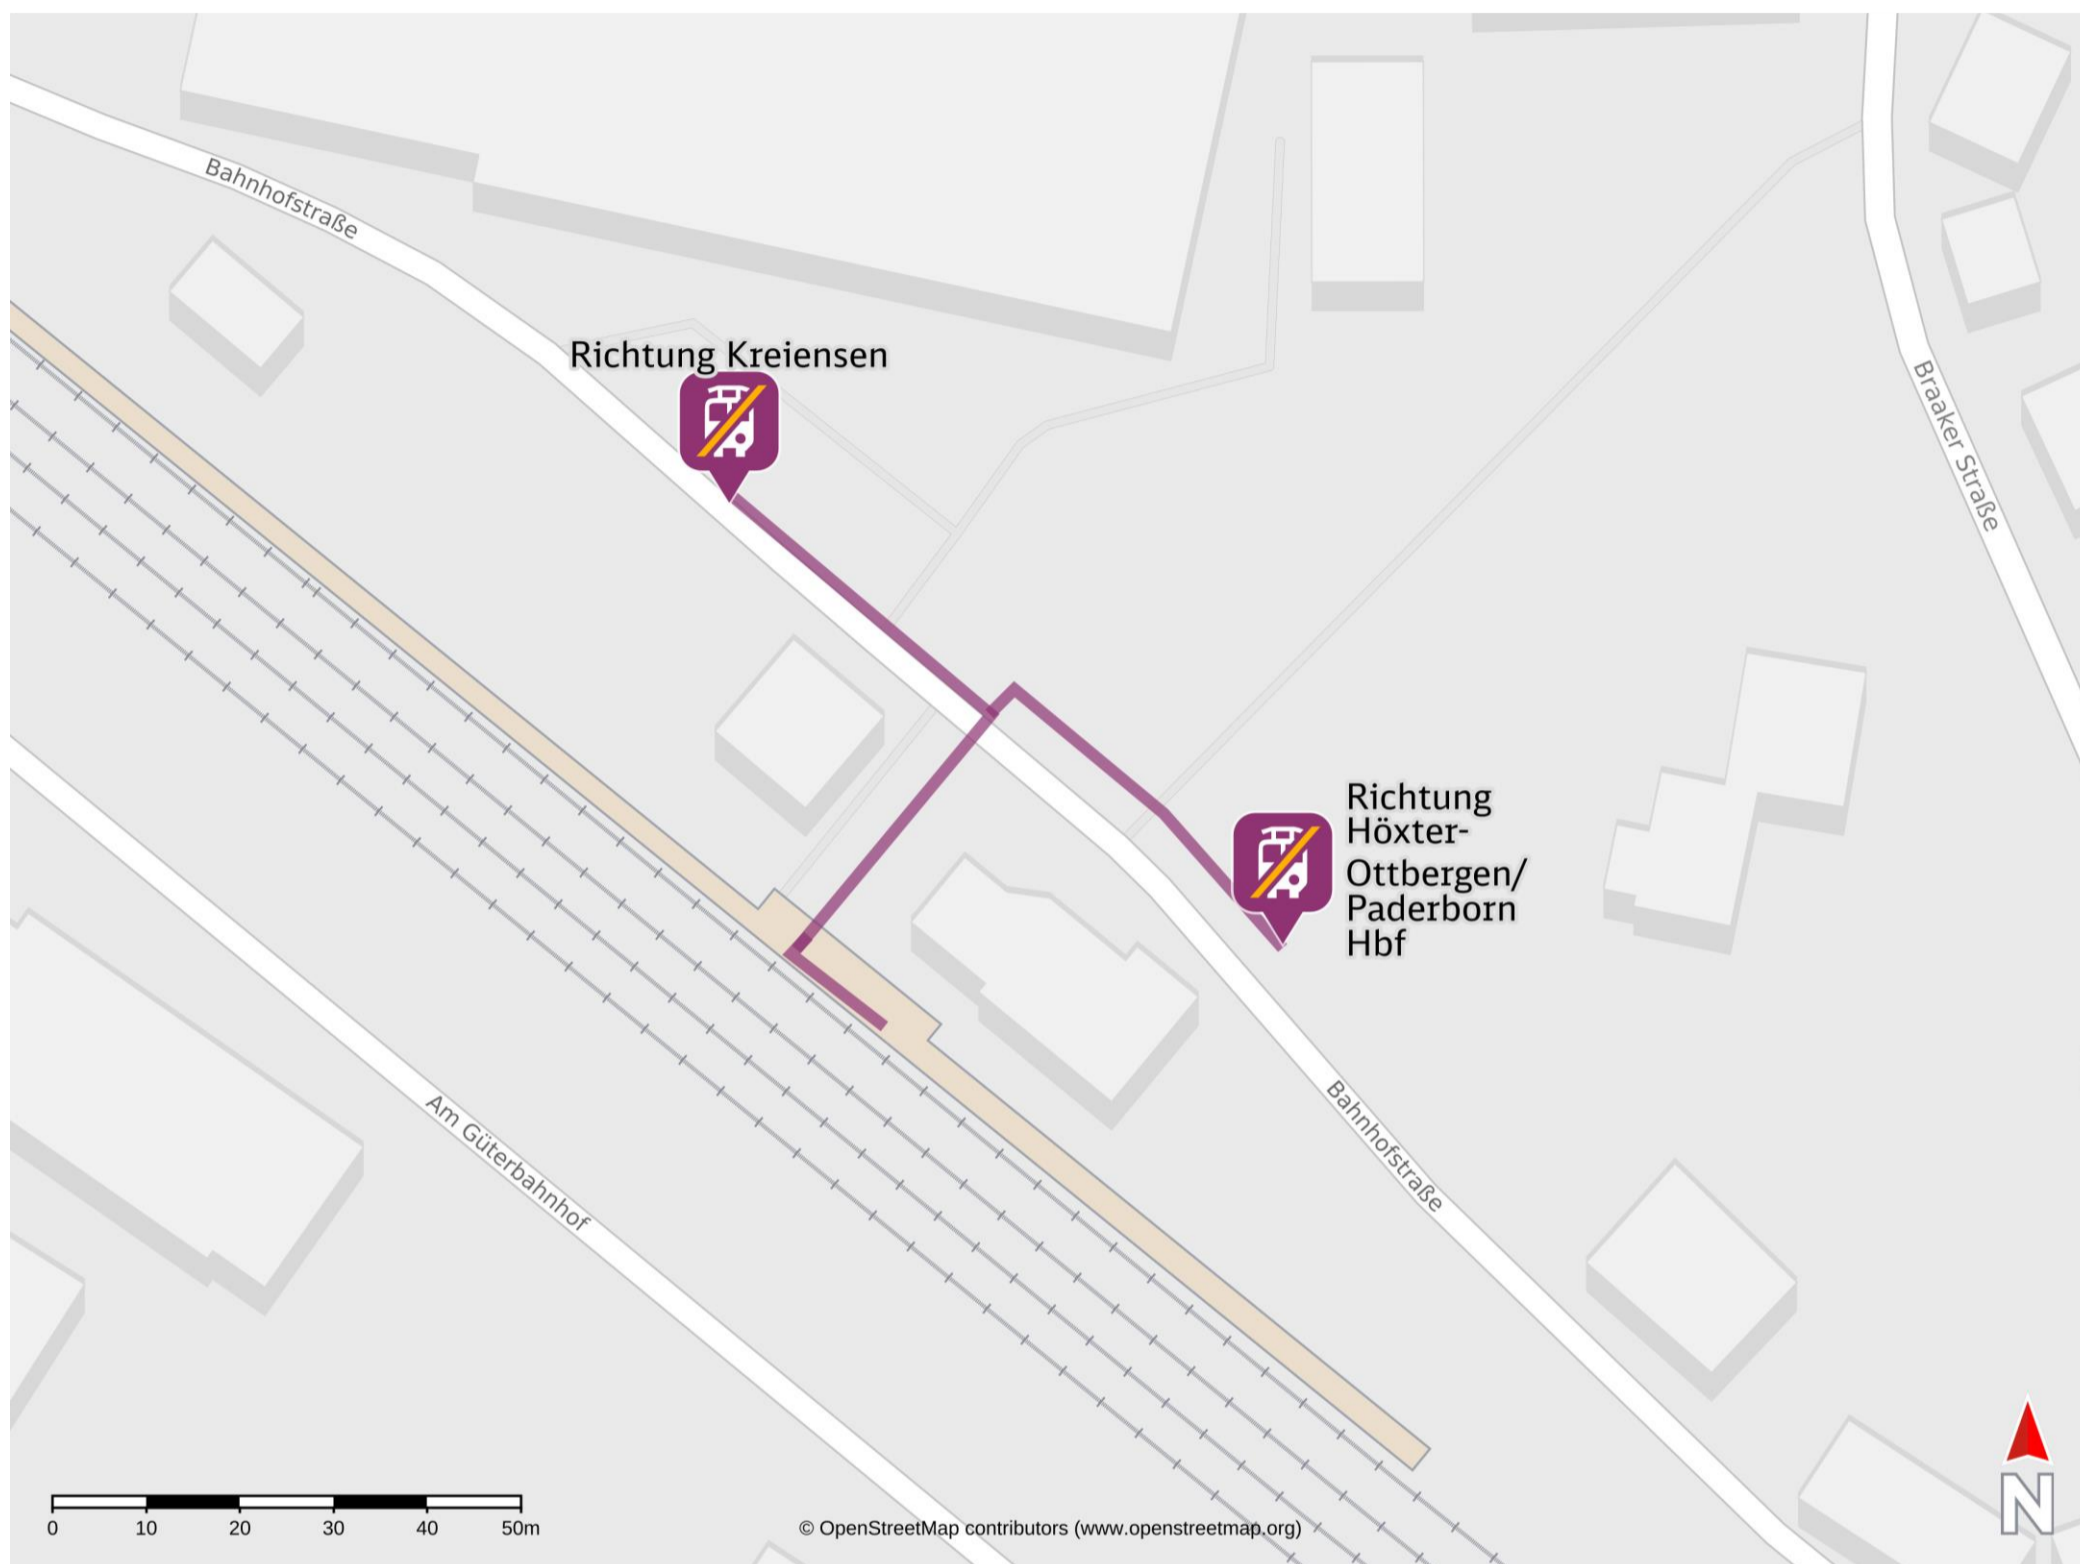 Bahnhofstraße
Richtung Kreiensen
Braaker Straße
Richtung
Höxter-
Ottbergen/
Paderborn
Hbf
Bahnhofstraße
Am Güterbahnhof
0 10 20 30 40 50m
© OpenStreetMap contributors (www.openstreetmap.org)
N